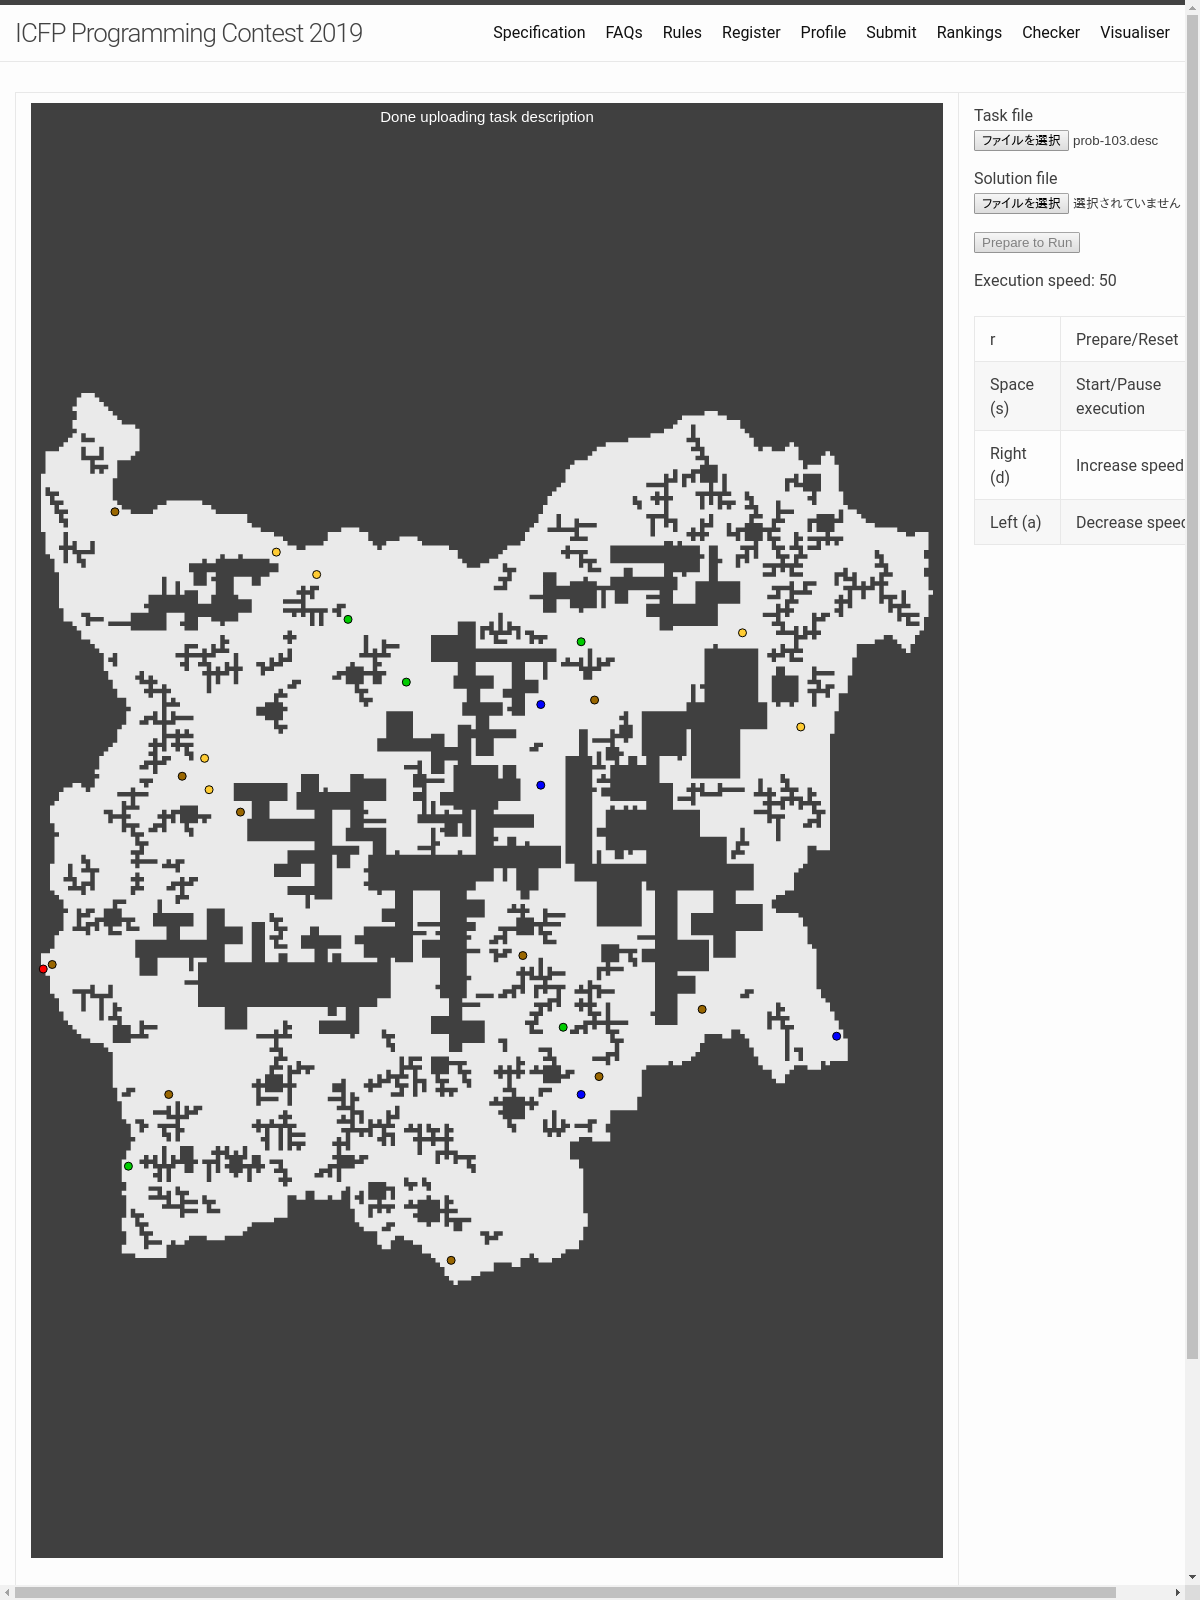 ICFP Programming Contest 2019
Specification FAQs Rules Register Profile Submit Rankings Checker Visualiser
Done uploading task description
Task file
ファイルを選択 prob-103.desc
Solution file
ファイルを選択 選択されていません
Prepare to Run
Execution speed: 50
r Prepare/Reset
Space (s) Start/Pause execution
Right (d) Increase speed
Left (a) Decrease speed